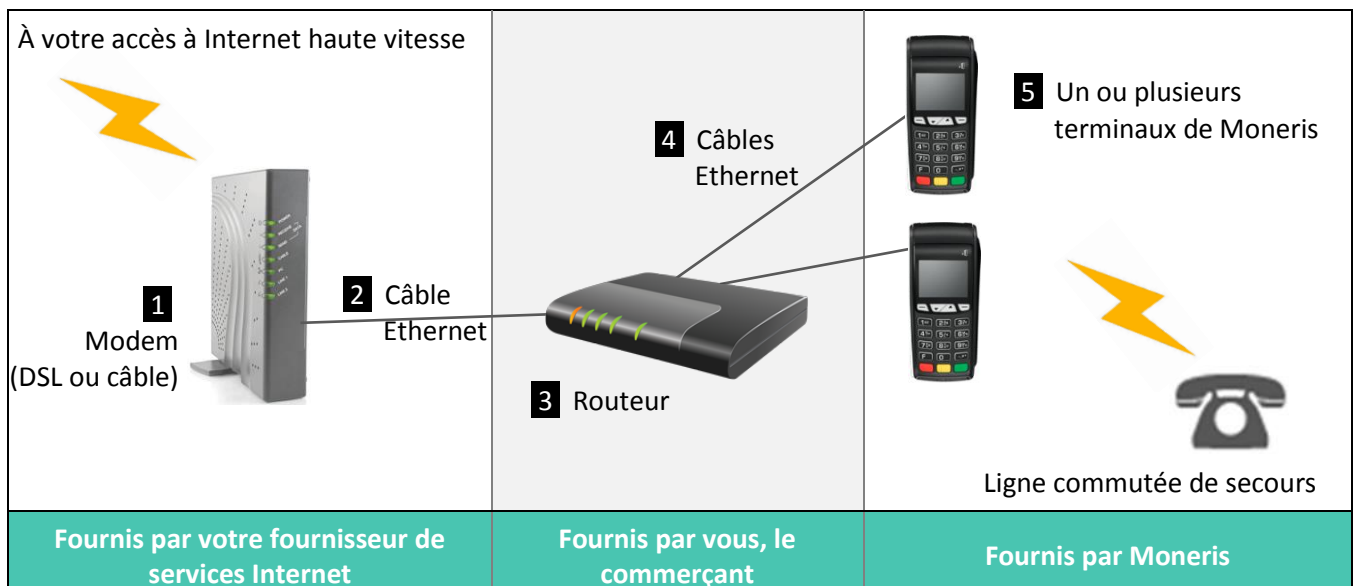 À votre accès à Internet haute vitesse
1
Modem
(DSL ou câble)
2 Câble
Ethernet
3 Routeur
4 Câbles
Ethernet
5 Un ou plusieurs
terminaux de Moneris
Ligne commutée de secours
Fournis par votre fournisseur de
services Internet
Fournis par vous, le
commerçant
Fournis par Moneris